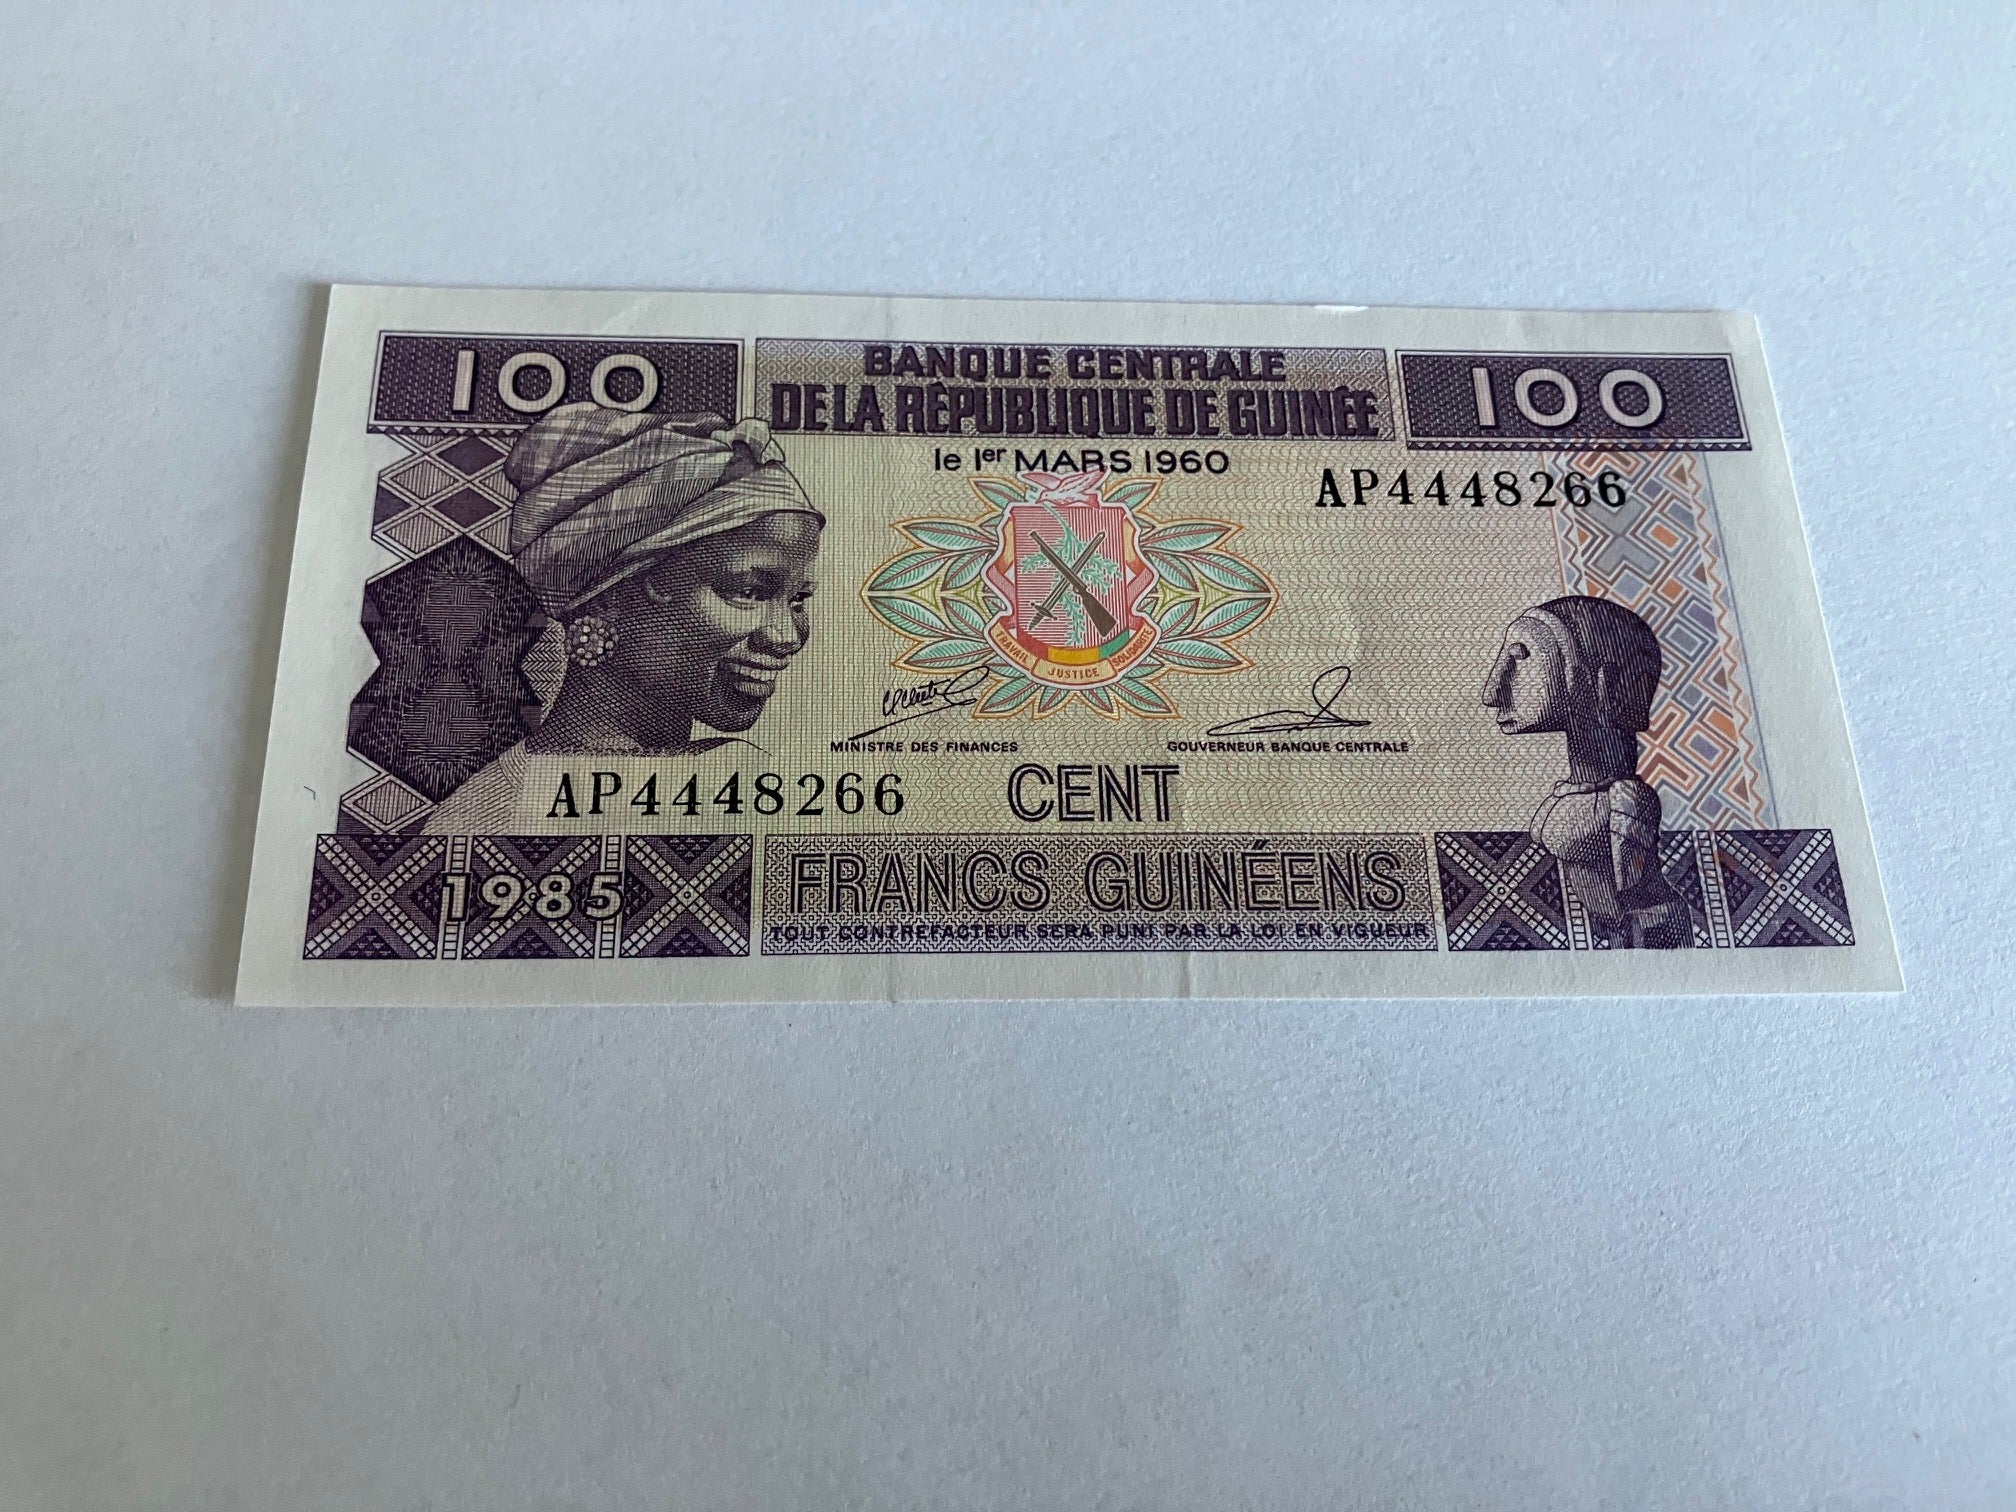 100
BANQUE CENTRALE
DE LA RÉPUBLIQUE DE GUINÉE
100
le 1er MARS 1960
AP4448266
TRAVAIL JUSTICE SOLIDARITÉ
MINISTRE DES FINANCES
GOUVERNEUR BANQUE CENTRALE
AP4448266
CENT
1985
FRANCS GUINÉENS
TOUT CONTREFACTEUR SERA PUNI PAR LA LOI EN VIGUEUR